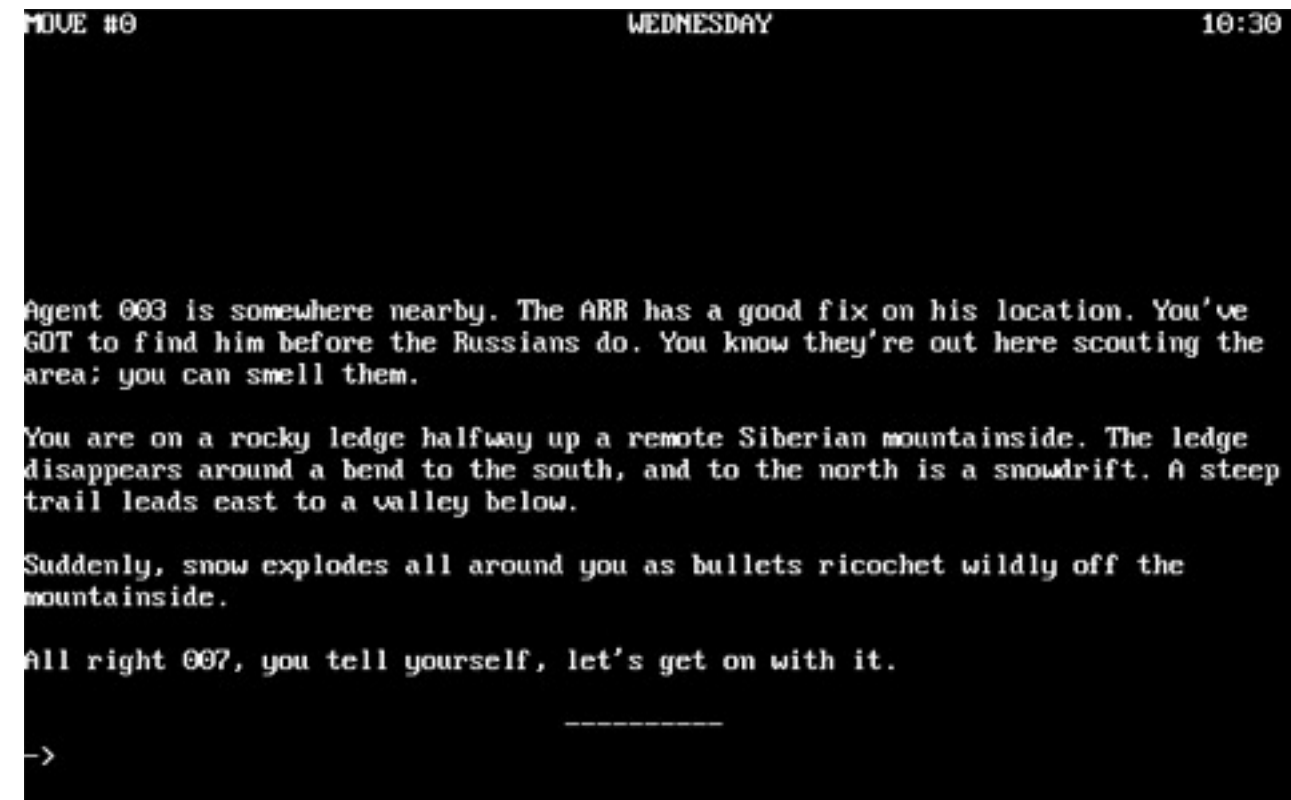 MOVE #0 WEDNESDAY 10:30
Agent 003 is somewhere nearby. The ARR has a good fix on his location. You've
GOT to find him before the Russians do. You know they're out here scouting the
area; you can smell them.
You are on a rocky ledge halfway up a remote Siberian mountainside. The ledge
disappears around a bend to the south, and to the north is a snowdrift. A steep
trail leads east to a valley below.
Suddenly, snow explodes all around you as bullets ricochet wildly off the
mountainside.
All right 007, you tell yourself, let's get on with it.
----------
->